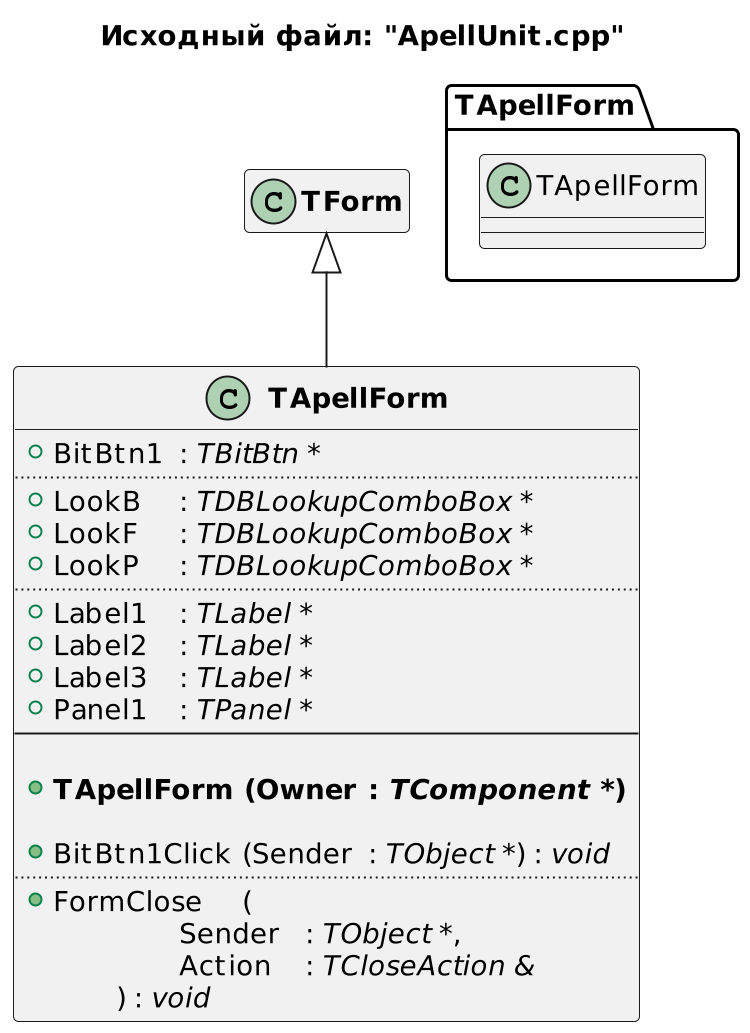 Исходный файл: "ApellUnit.cpp"
TApellForm
C TApellForm
C TForm
C TApellForm
BitBtn1 : TBitBtn *
LookB : TDBLookupComboBox *
LookF : TDBLookupComboBox *
LookP : TDBLookupComboBox *
Label1 : TLabel *
Label2 : TLabel *
Label3 : TLabel *
Panel1 : TPanel *
TApellForm (Owner : TComponent *)
BitBtn1Click (Sender : TObject *) : void
FormClose (
Sender : TObject *,
Action : TCloseAction &
) : void